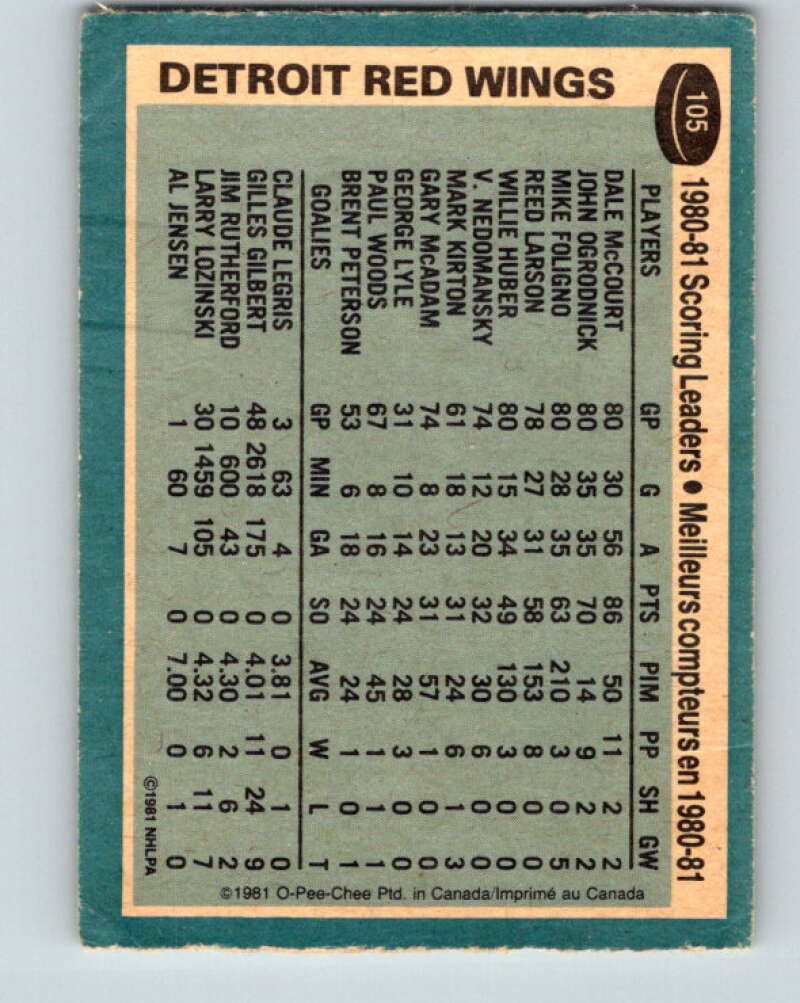 DETROIT RED WINGS
105
1980-81 Scoring Leaders • Meilleurs compteurs en 1980-81
PLAYERS GP G A PTS PIM PP SH GW
DALE McCOURT 80 30 56 86 50 11 2 2
JOHN OGRODNICK 80 35 35 70 14 9 2 2
MIKE FOLIGNO 80 28 35 63 210 3 0 5
REED LARSON 78 27 31 58 153 8 0 0
WILLIE HUBER 80 15 34 49 130 3 0 0
V. NEDOMANSKY 74 12 20 32 30 6 0 0
MARK KIRTON 61 18 13 31 24 6 1 3
GARY McADAM 74 8 23 31 57 1 0 0
GEORGE LYLE 31 10 14 24 28 3 0 0
PAUL WOODS 67 8 16 24 45 1 1 1
BRENT PETERSON 53 6 18 24 24 1 0 1
GOALIES GP MIN GA SO AVG W L T
CLAUDE LEGRIS 3 63 4 0 3.81 0 1 0
GILLES GILBERT 48 2618 175 0 4.01 11 24 9
JIM RUTHERFORD 10 600 43 0 4.30 2 6 2
LARRY LOZINSKI 30 1459 105 0 4.32 6 11 7
AL JENSEN 1 60 7 0 7.00 0 1 0
©1981 NHLPA
©1981 O-Pee-Chee Ptd. in Canada/Imprimé au Canada